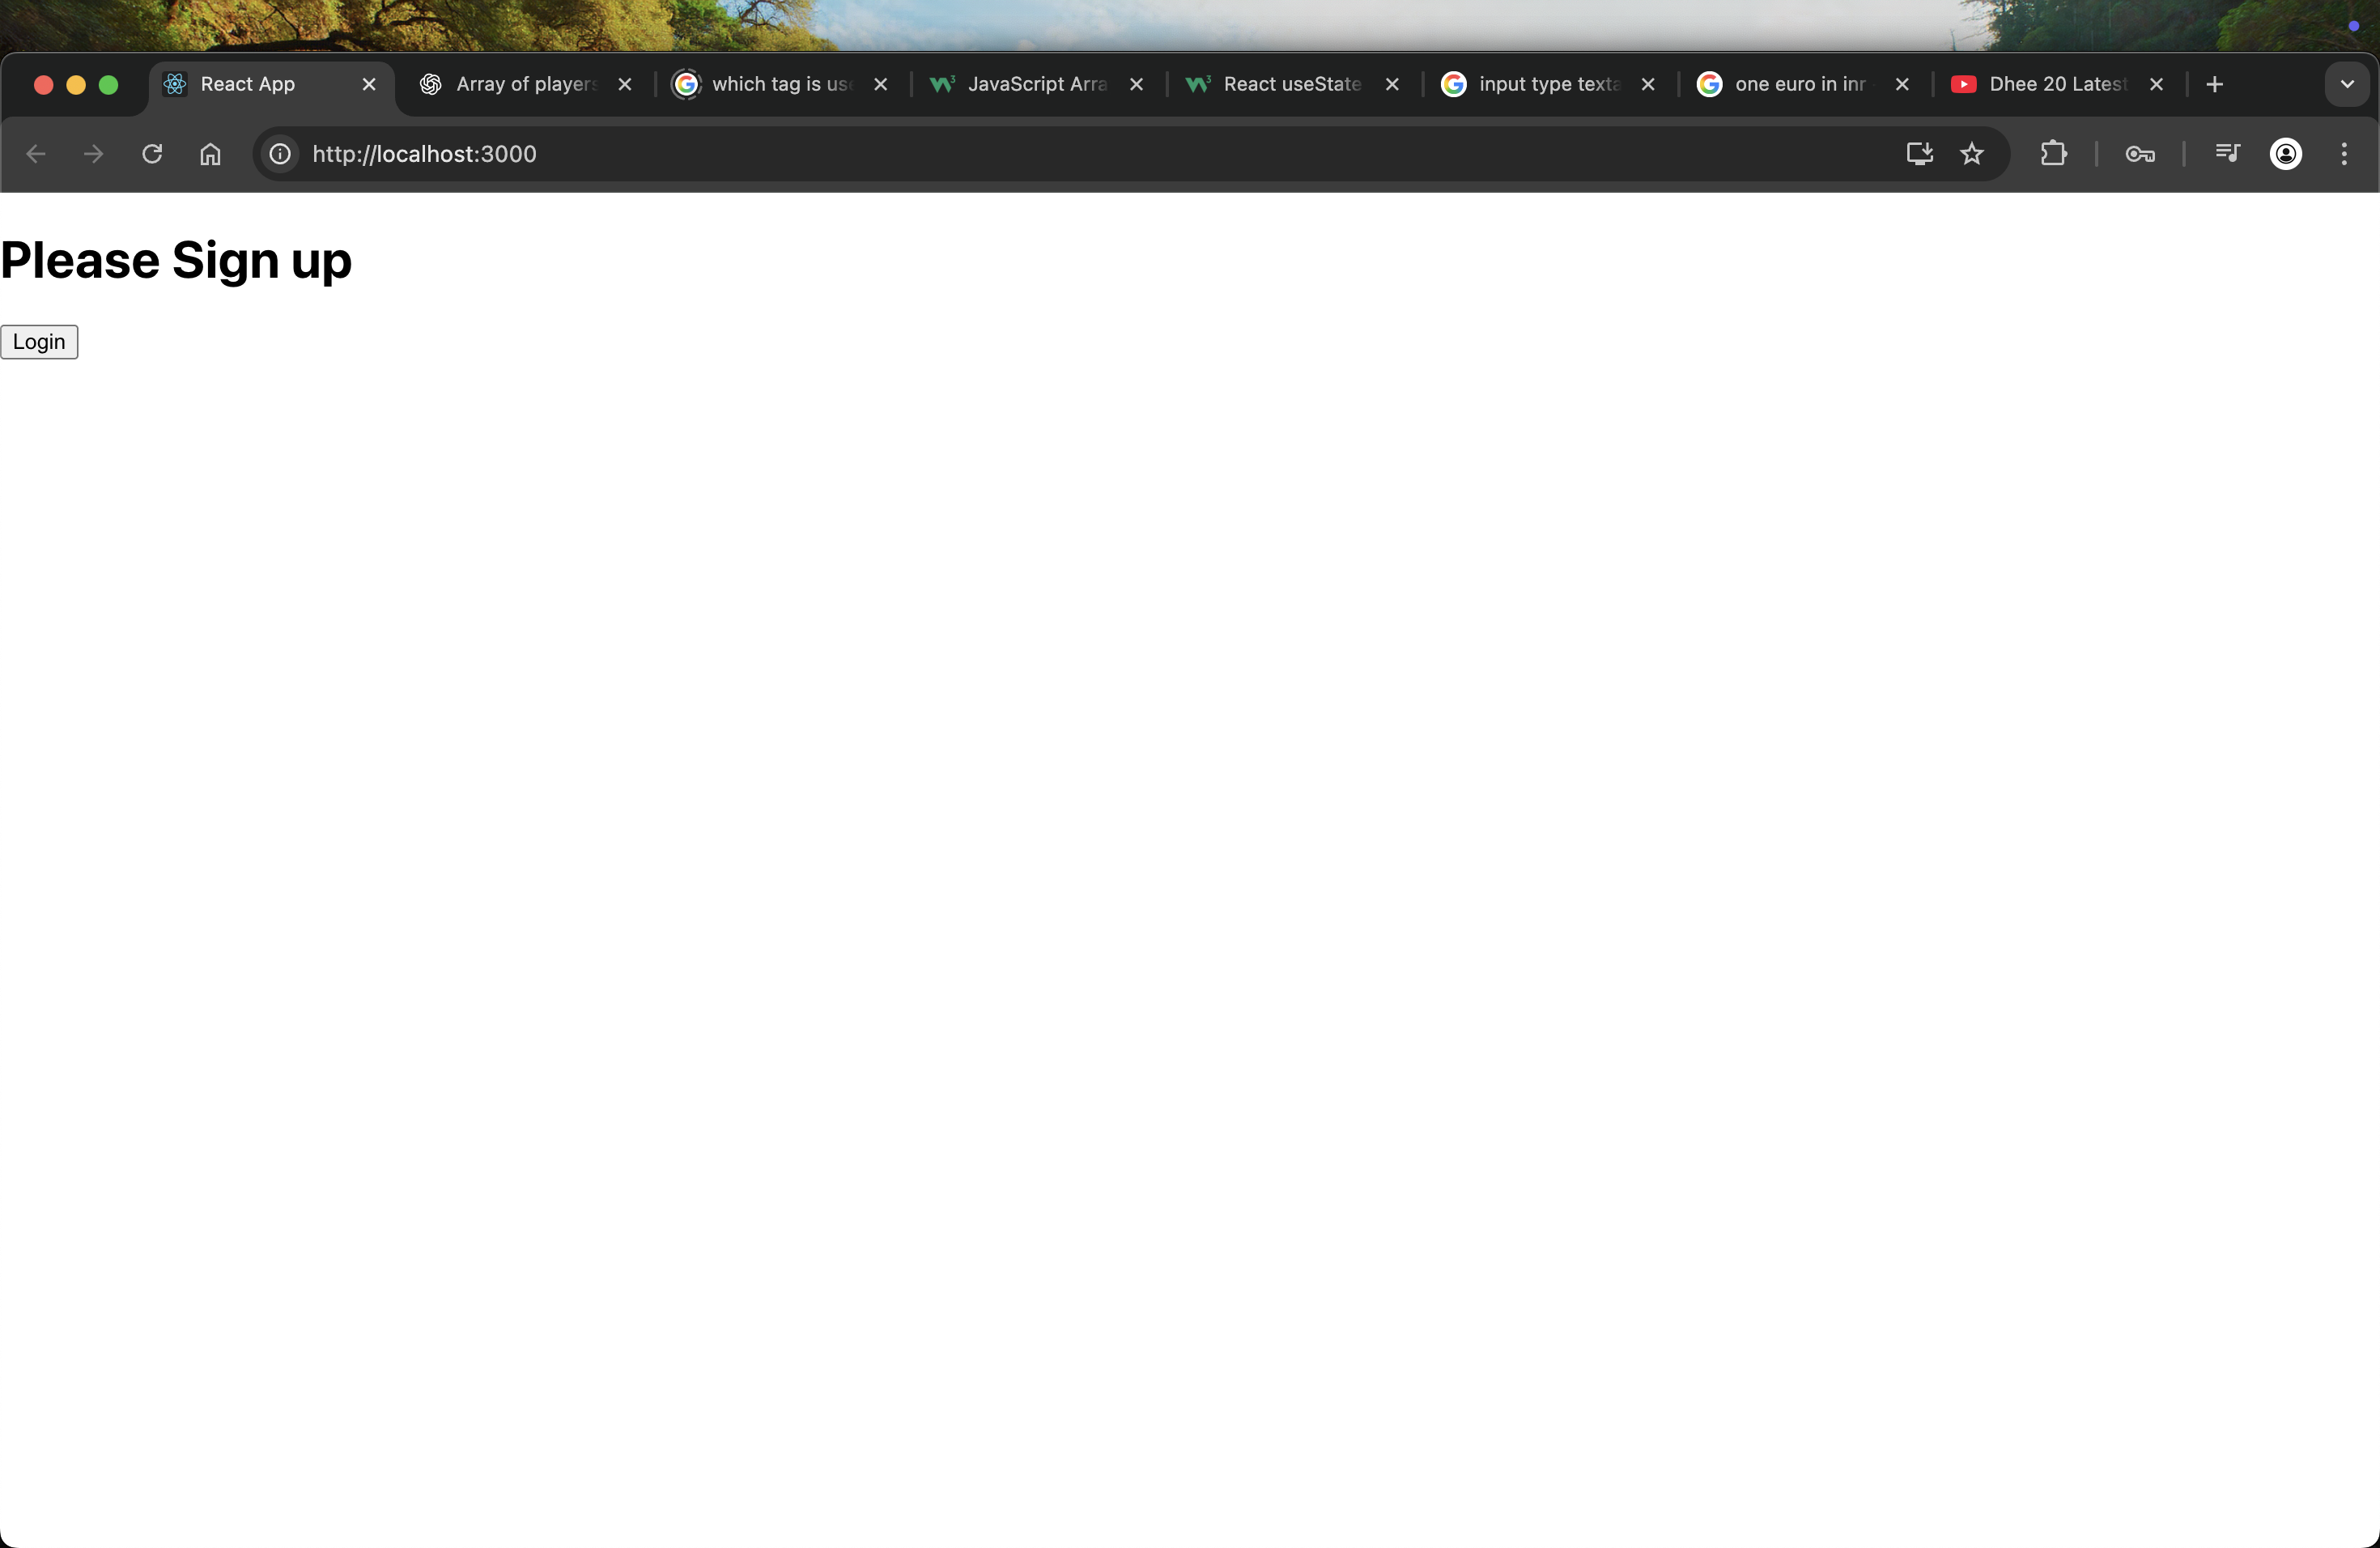 React App
Array of players
which tag is use
JavaScript Arra
React useState
input type texta
one euro in inr
Dhee 20 Latest
http://localhost:3000
Please Sign up
Login